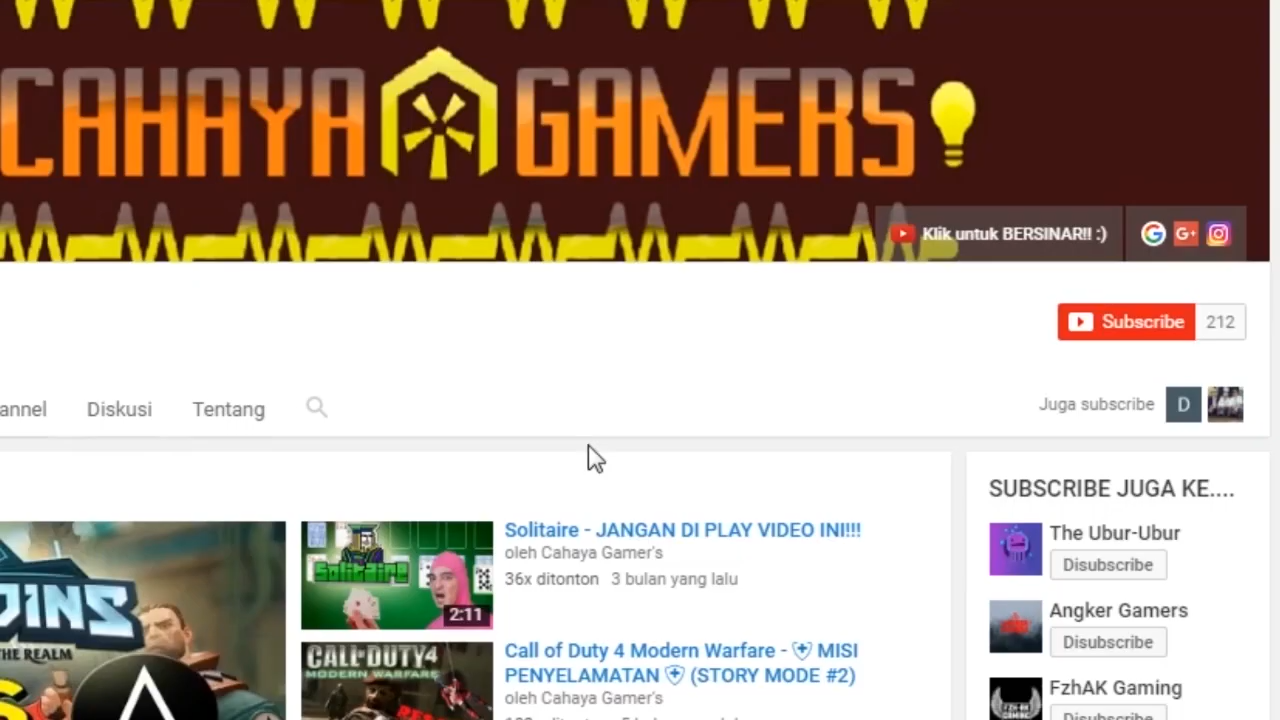 CAHAYA GAMERS
Klik untuk BERSINAR!! :)
G+
Subscribe 212
annel Diskusi Tentang
Juga subscribe D
SUBSCRIBE JUGA KE....
Solitaire - JANGAN DI PLAY VIDEO INI!!!
oleh Cahaya Gamer's
36x ditonton 3 bulan yang lalu
Solitaire
2:11
The Ubur-Ubur
Disubscribe
Angker Gamers
Disubscribe
OINS
THE REALM
CALL OF DUTY 4
MODERN WARFARE
Call of Duty 4 Modern Warfare - MISI
PENYELAMATAN (STORY MODE #2)
oleh Cahaya Gamer's
FzhAK Gaming
Disubscribe